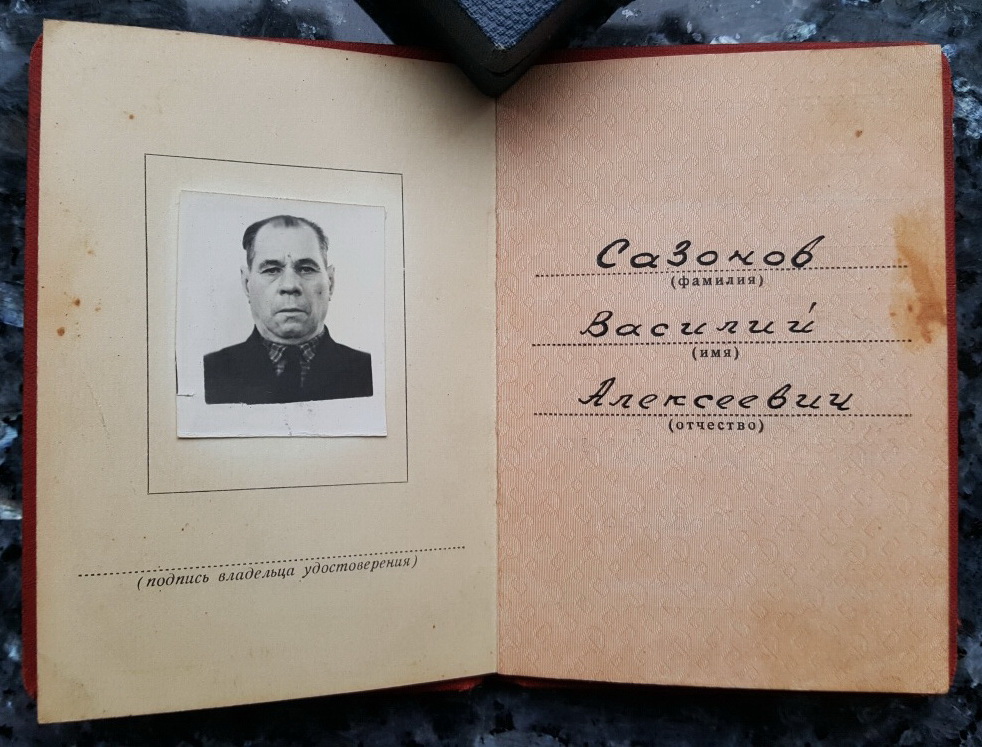 (подпись владельца удостоверения)
Сазонов
(фамилия)
Василий
(имя)
Алексеевич
(отчество)